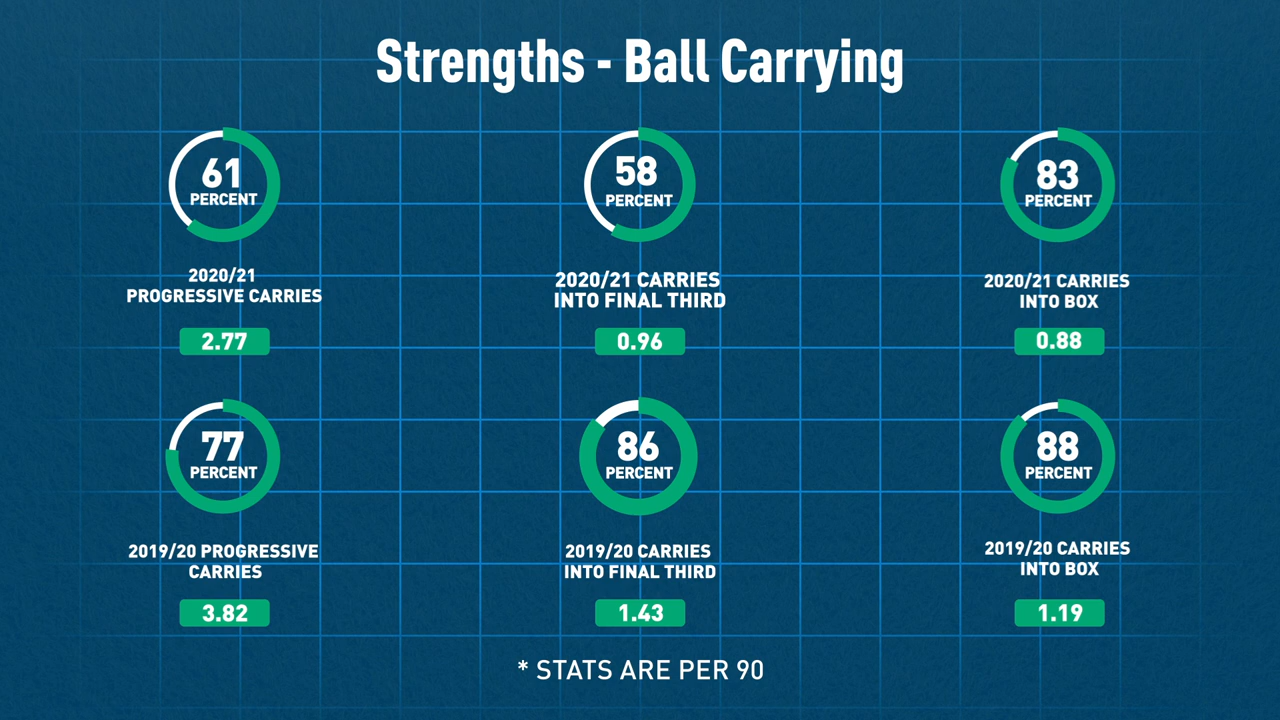 Strengths - Ball Carrying
61
PERCENT
2020/21
PROGRESSIVE CARRIES
2.77
58
PERCENT
2020/21 CARRIES
INTO FINAL THIRD
0.96
83
PERCENT
2020/21 CARRIES
INTO BOX
0.88
77
PERCENT
2019/20 PROGRESSIVE
CARRIES
3.82
86
PERCENT
2019/20 CARRIES
INTO FINAL THIRD
1.43
88
PERCENT
2019/20 CARRIES
INTO BOX
1.19
* STATS ARE PER 90